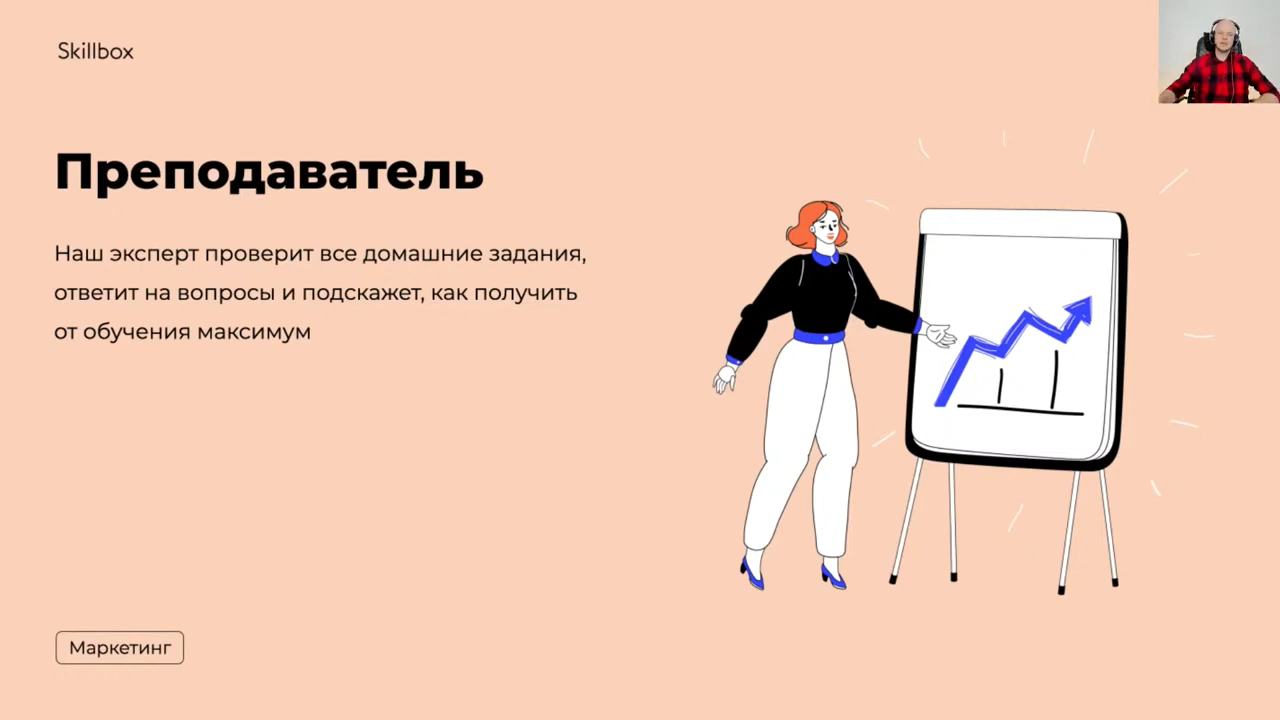 Skillbox
Преподаватель
Наш эксперт проверит все домашние задания,
ответит на вопросы и подскажет, как получить
от обучения максимум
Маркетинг